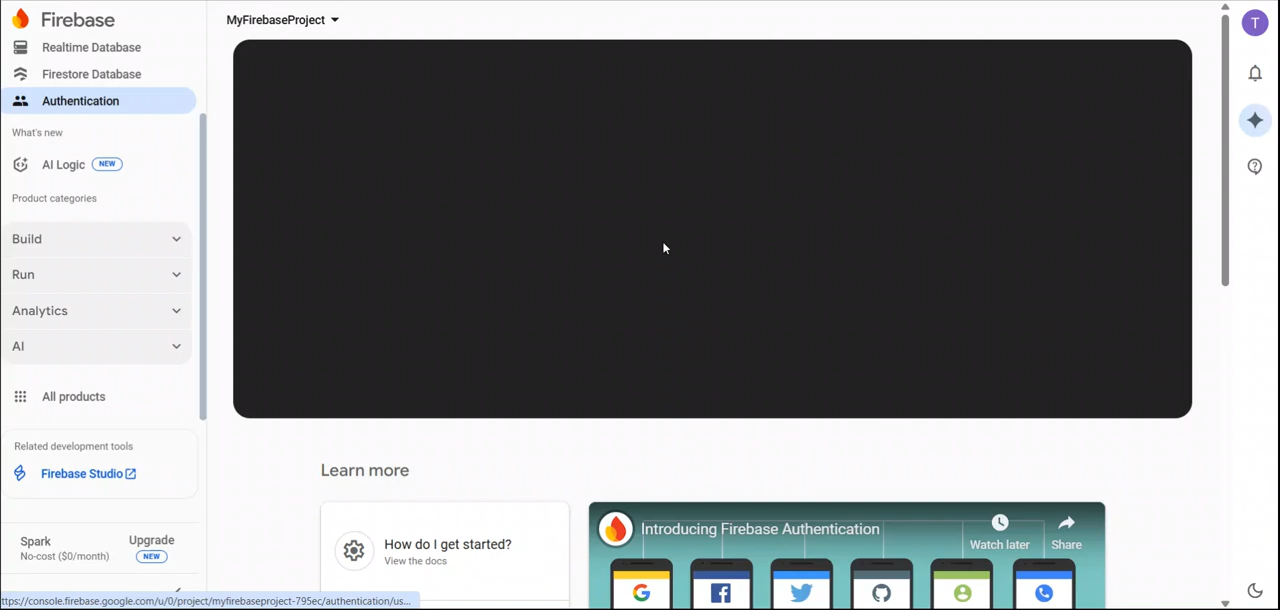 Firebase
MyFirebaseProject
T
Realtime Database
Firestore Database
Authentication
What's new
AI Logic NEW
Product categories
Build
Run
Analytics
AI
All products
Related development tools
Firebase Studio
Spark
No-cost ($0/month)
Upgrade
NEW
Learn more
How do I get started?
View the docs
Introducing Firebase Authentication
Watch later
Share
ttps://console.firebase.google.com/u/0/project/myfirebaseproject-795ec/authentication/us...